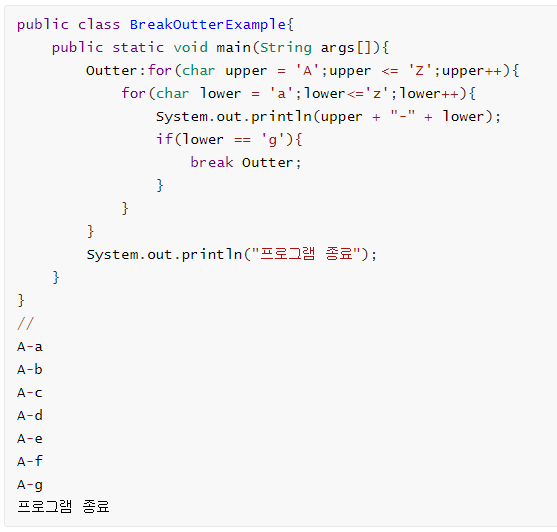 public class BreakOutterExample{
    public static void main(String args[]){
        Outter:for(char upper = 'A';upper <= 'Z';upper++){
            for(char lower = 'a';lower<='z';lower++){
                System.out.println(upper + "-" + lower);
                if(lower == 'g'){
                    break Outter;
                }
            }
        }
        System.out.println("프로그램 종료");
    }
}
//
A-a
A-b
A-c
A-d
A-e
A-f
A-g
프로그램 종료